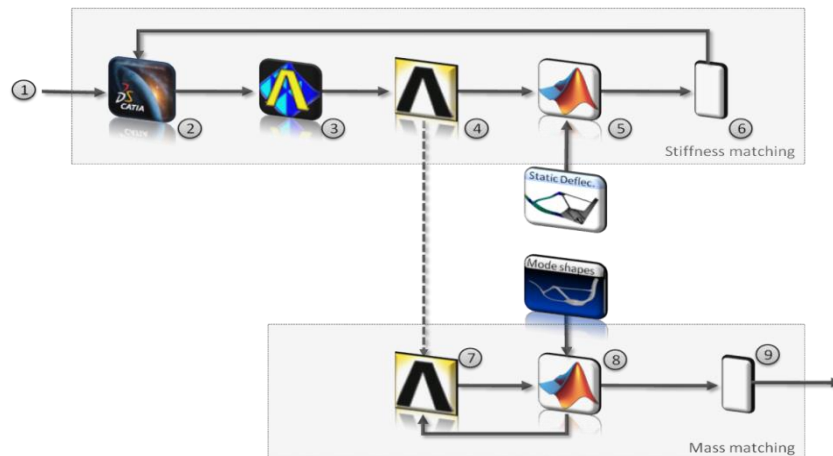 1
DS
CATIA
2
3
4
5
6
Stiffness matching
Static Deflec.
Mode shapes
7
8
9
Mass matching